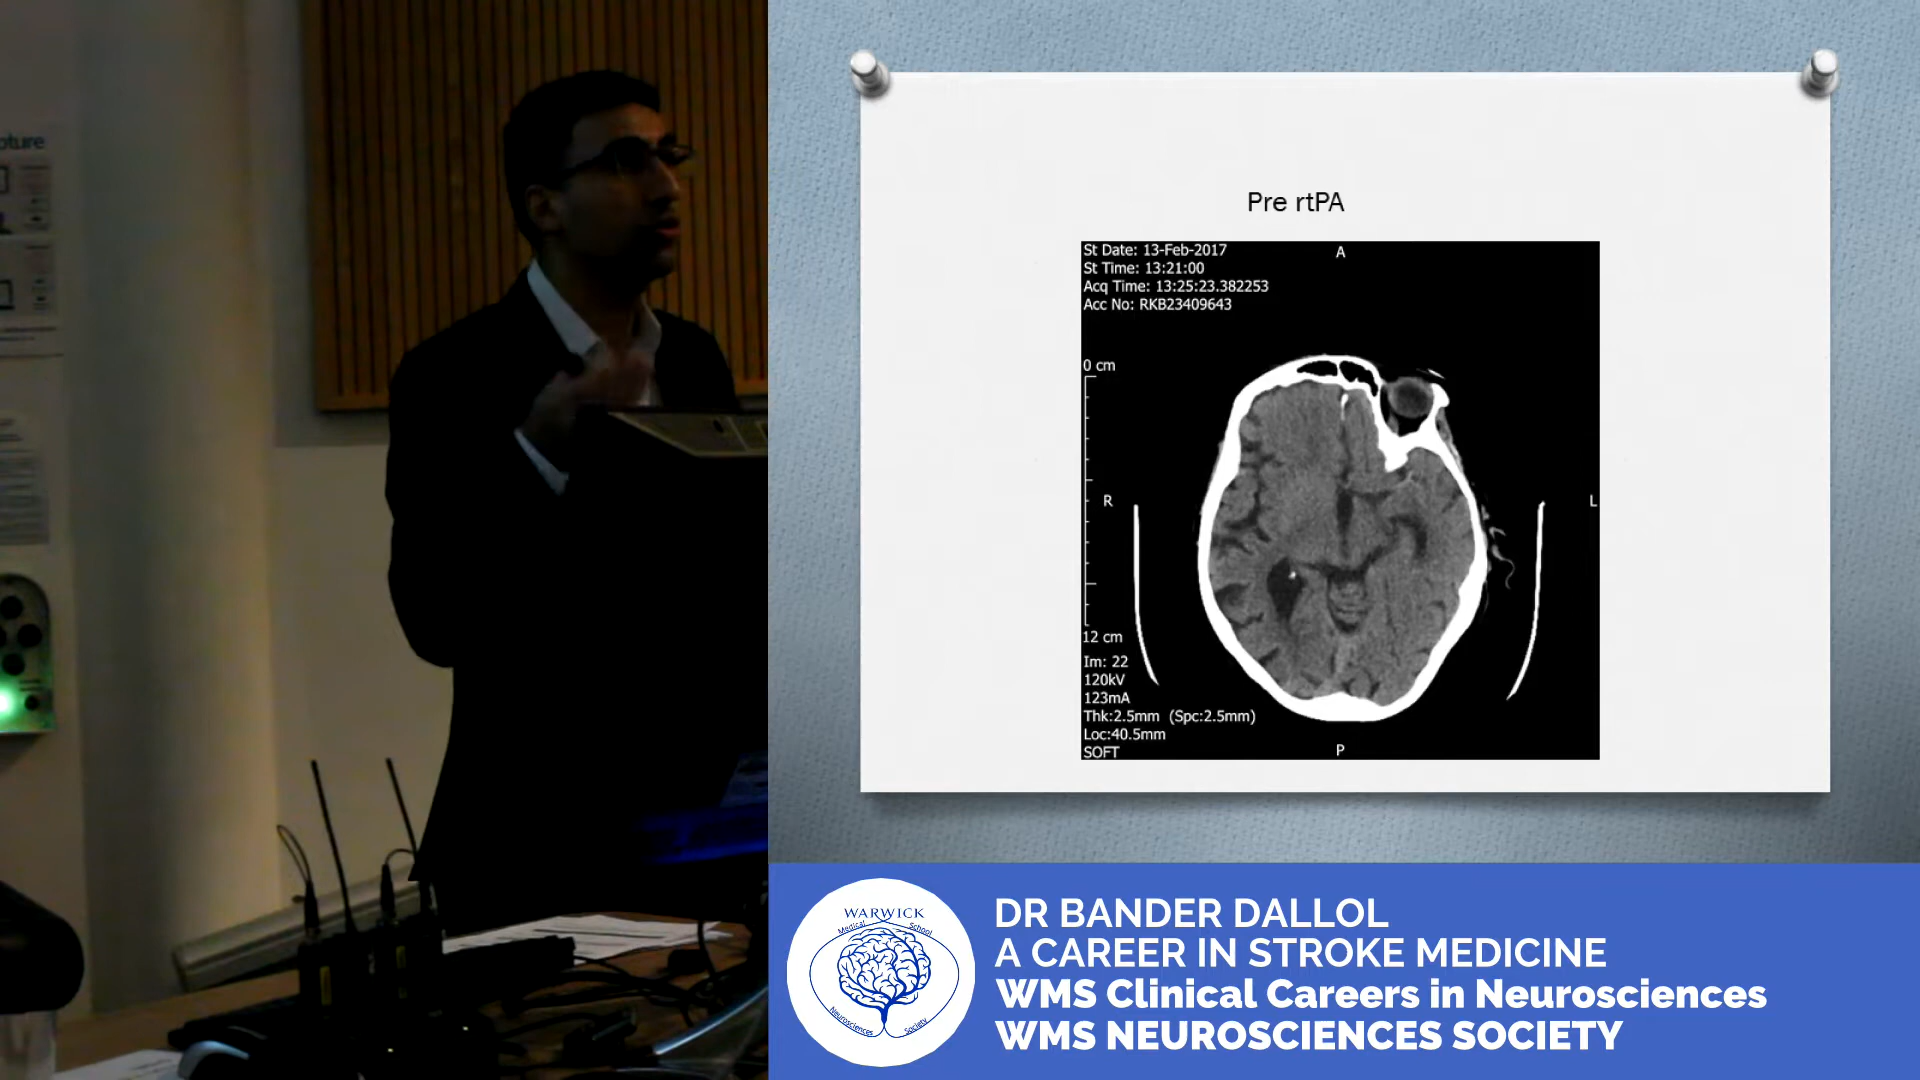 pture
Pre rtPA
St Date: 13-Feb-2017
St Time: 13:21:00
Acq Time: 13:25:23.382253
Acc No: RKB23409643
A
0 cm
R
L
12 cm
Im: 22
120kV
123mA
Thk:2.5mm (Spc:2.5mm)
Loc:40.5mm
SOFT
P
WARWICK
Medical School
Neurosciences Society
DR BANDER DALLOL
A CAREER IN STROKE MEDICINE
WMS Clinical Careers in Neurosciences
WMS NEUROSCIENCES SOCIETY